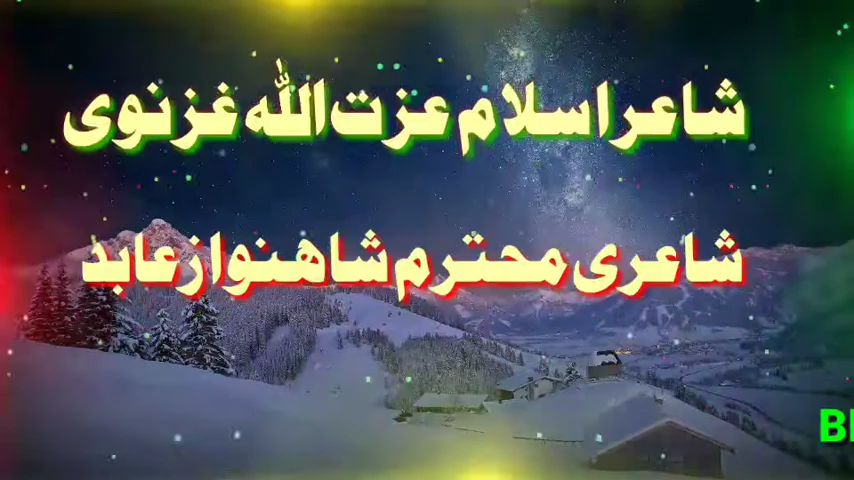 شاعر اسلام عزت اللہ غزنوی
شاعری محترم شاھنواز عابد